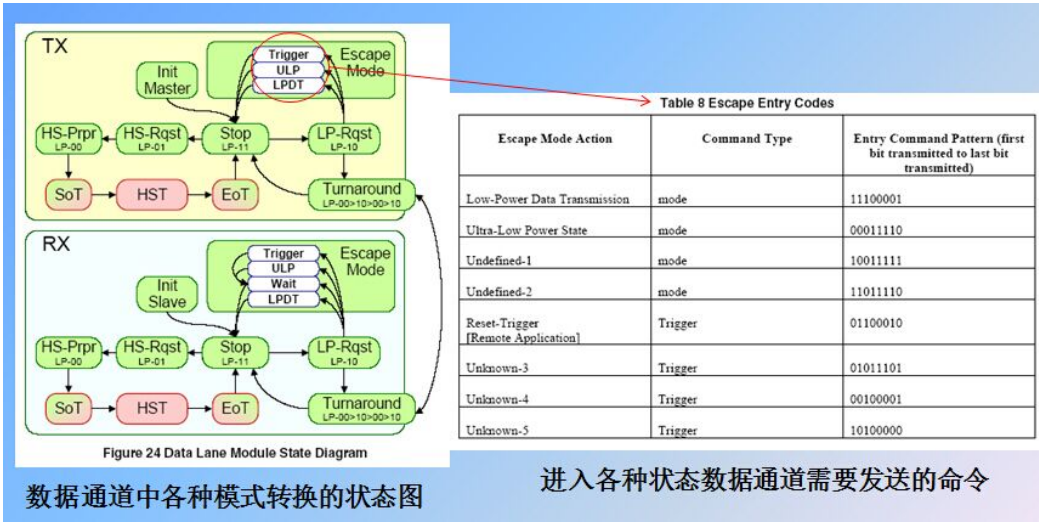 TX
Trigger
ULP
LPDT
Escape
Mode
Init
Master
HS-Prpr
LP-00
HS-Rqst
LP-01
Stop
LP-11
LP-Rqst
LP-10
SoT
HST
EoT
Turnaround
LP-00>10>00>10
RX
Trigger
ULP
Wait
LPDT
Escape
Mode
Init
Slave
HS-Prpr
LP-00
HS-Rqst
LP-01
Stop
LP-11
LP-Rqst
LP-10
SoT
HST
EoT
Turnaround
LP-00>10>00>10
Figure 24 Data Lane Module State Diagram
数据通道中各种模式转换的状态图
Table 8 Escape Entry Codes
Escape Mode Action Command Type Entry Command Pattern (first
bit transmitted to last bit
transmitted)
Low-Power Data Transmission mode 11100001
Ultra-Low Power State mode 00011110
Undefined-1 mode 10011111
Undefined-2 mode 11011110
Reset-Trigger Trigger 01100010
[Remote Application]
Unknown-3 Trigger 01011101
Unknown-4 Trigger 00100001
Unknown-5 Trigger 10100000
进入各种状态数据通道需要发送的命令